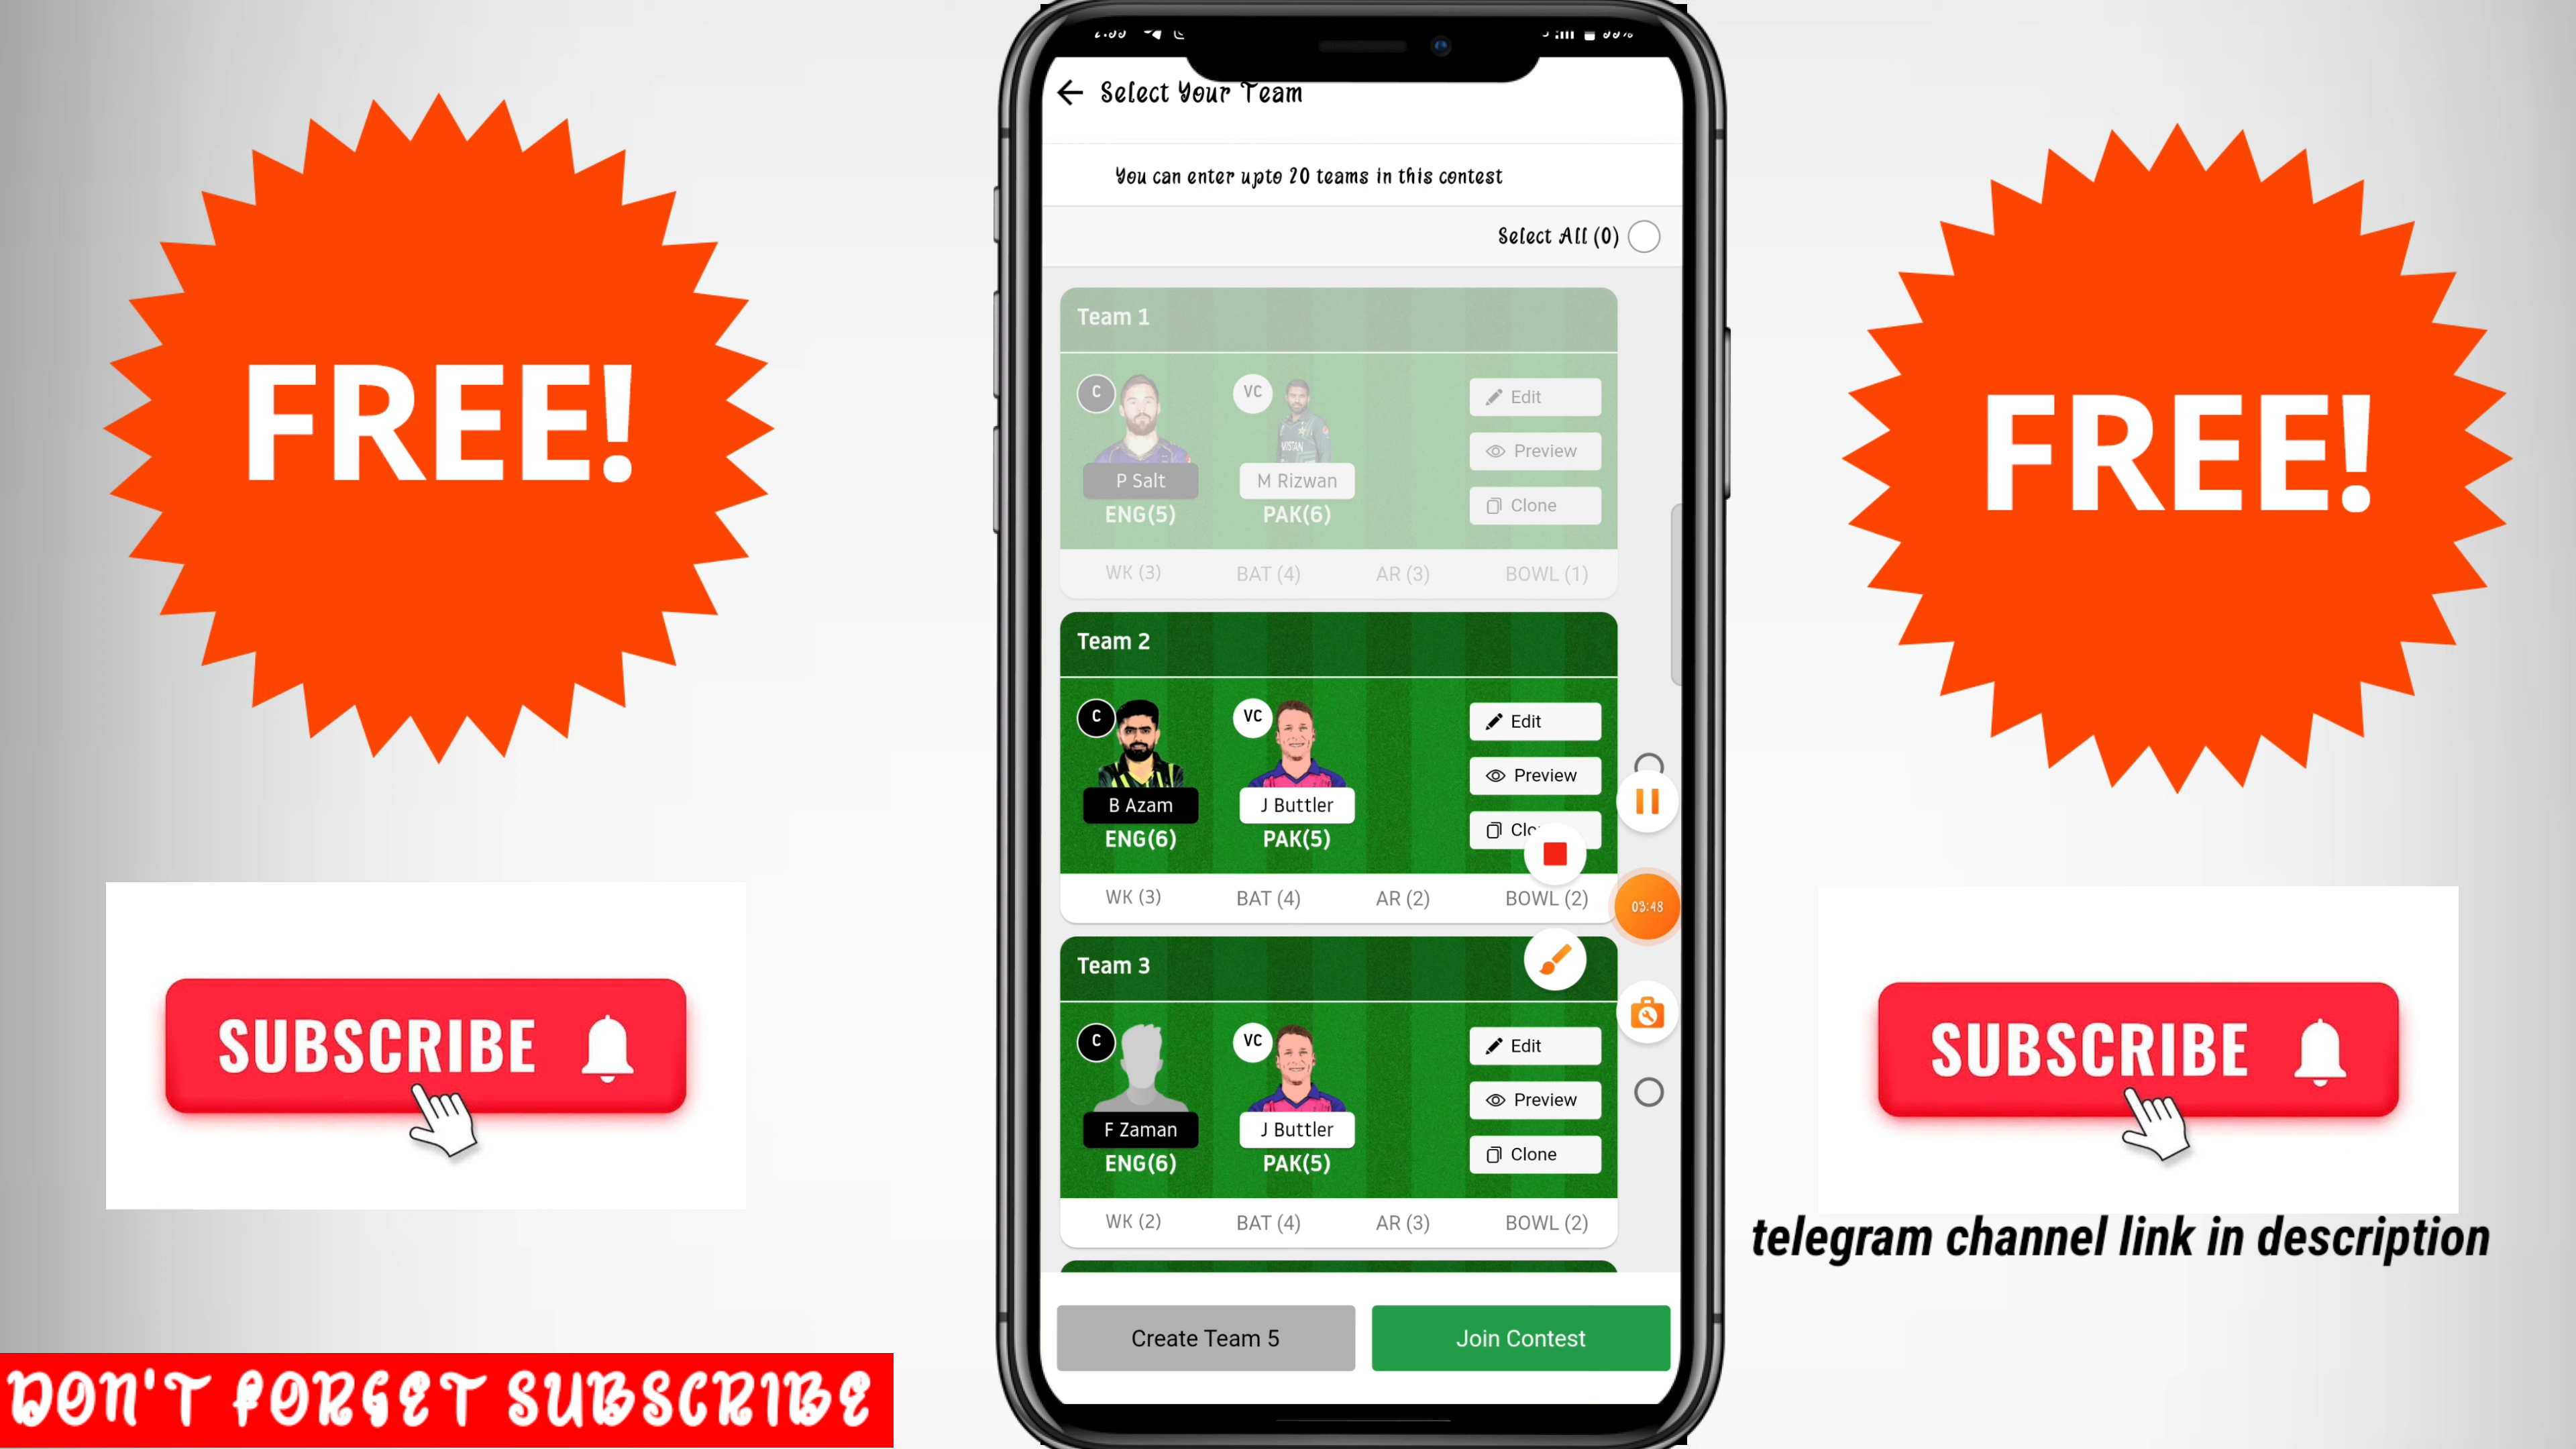 Select Your Team
You can enter upto 20 teams in this contest
Select All (0)
Team 1
C
VC
Edit
Preview
MISTAN
P Salt
M Rizwan
Clone
ENG(5)
PAK(6)
WK (3)
BAT (4)
AR (3)
BOWL (1)
Team 2
C
VC
Edit
Preview
B Azam
J Buttler
ENG(6)
PAK(5)
WK (3)
BAT (4)
AR (2)
BOWL (2)
03:48
Team 3
C
VC
Edit
Preview
F Zaman
J Buttler
Clone
ENG(6)
PAK(5)
WK (2)
BAT (4)
AR (3)
BOWL (2)
Create Team 5
Join Contest
FREE!
FREE!
SUBSCRIBE
SUBSCRIBE
telegram channel link in description
DON'T FORGET SUBSCRIBE